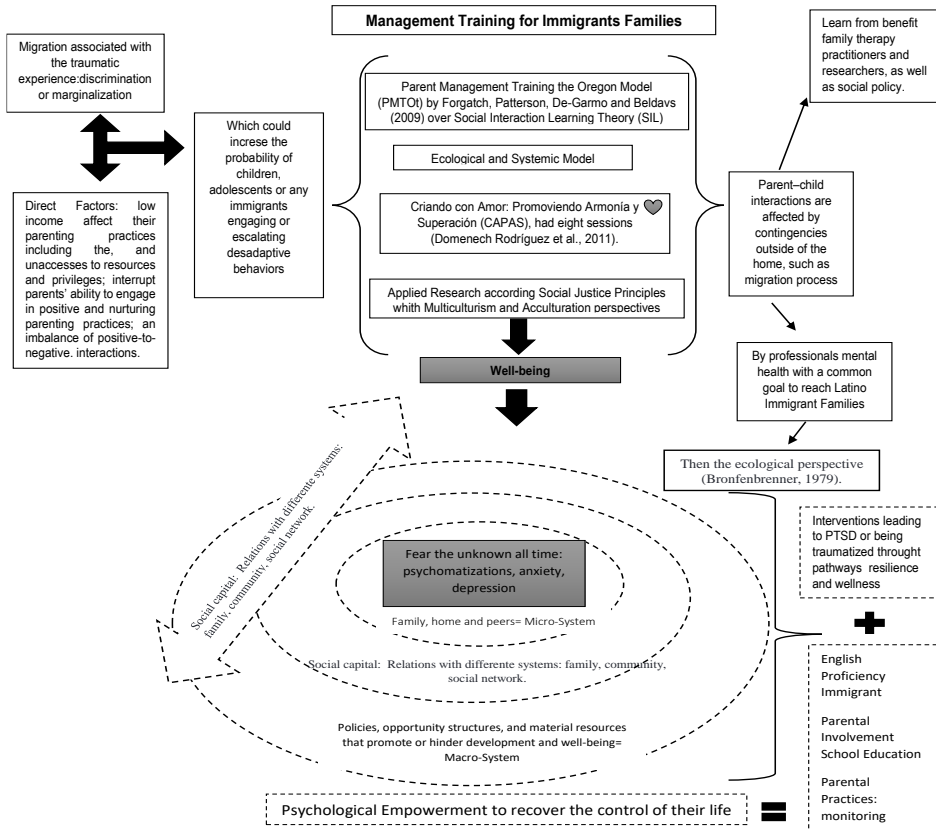 Management Training for Immigrants Families
Migration associated with
the traumatic
experience:discrimination
or marginalization
Direct Factors: low
income affect their
parenting practices
including the, and
unaccesses to resources
and privileges; interrupt
parents’ ability to engage
in positive and nurturing
parenting practices; an
imbalance of positive-to-
negative. interactions.
Which could
increse the
probability of
children,
adolescents or any
immigrants
engaging or
escalating
desadaptive
behaviors
Parent Management Training the Oregon Model
(PMTOt) by Forgatch, Patterson, De-Garmo and Beldavs
(2009) over Social Interaction Learning Theory (SIL)
Ecological and Systemic Model
Criando con Amor: Promoviendo Armonía y
Superación (CAPAS), had eight sessions
(Domenech Rodríguez et al., 2011).
Applied Research according Social Justice Principles
whith Multiculturism and Acculturation perspectives
Well-being
Learn from benefit
family therapy
practitioners and
researchers, as well
as social policy.
Parent–child
interactions are
affected by
contingencies
outside of the
home, such as
migration process
By professionals mental
health with a common
goal to reach Latino
Immigrant Families
Then the ecological perspective
(Bronfenbrenner, 1979).
Social capital: Relations with differente systems:
family, community, social network.
Fear the unknown all time:
psychomatizations, anxiety,
depression
Family, home and peers= Micro-System
Social capital: Relations with differente systems: family, community,
social network.
Policies, opportunity structures, and material resources
that promote or hinder development and well-being=
Macro-System
Interventions leading
to PTSD or being
traumatized throught
pathways resilience
and wellness
English
Proficiency
Immigrant
Parental
Involvement
School Education
Parental
Practices:
monitoring
Psychological Empowerment to recover the control of their life